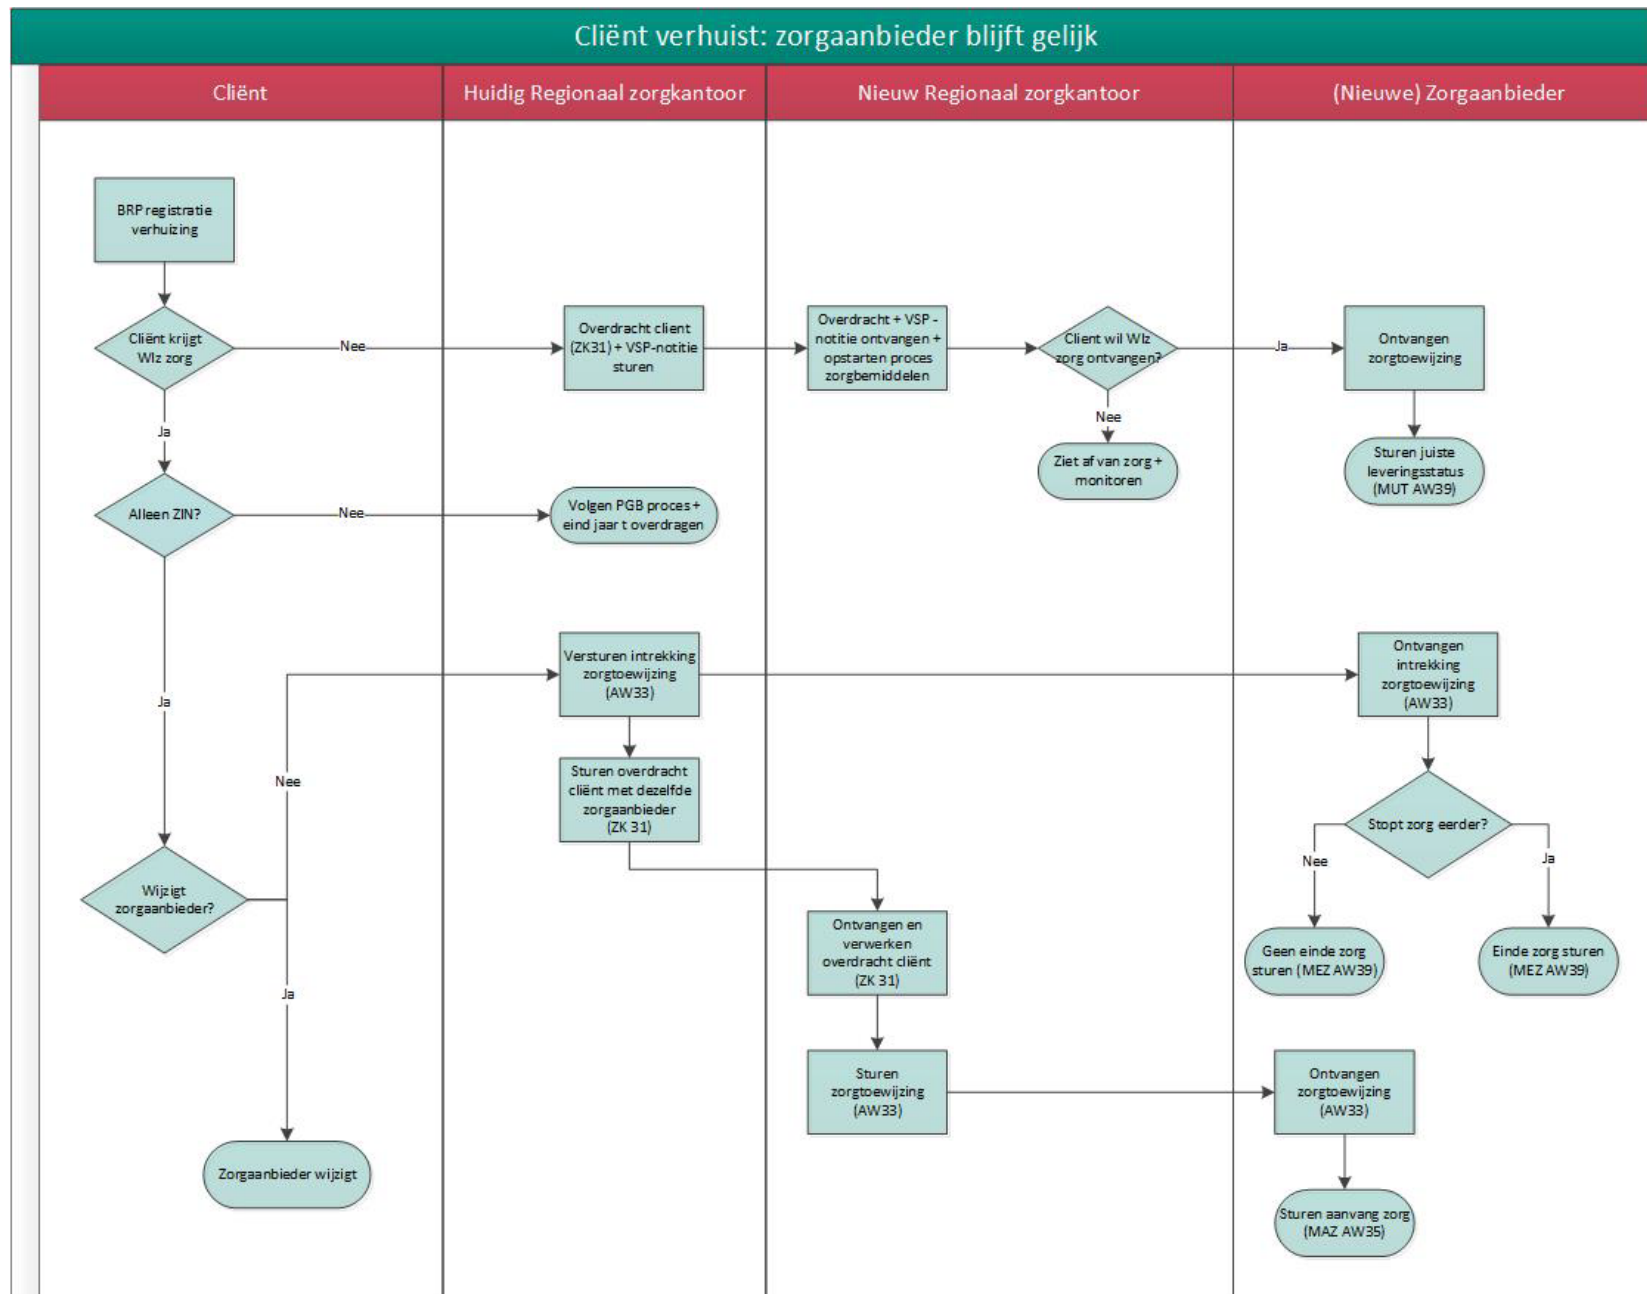 Cliënt verhuist: zorgaanbieder blijft gelijk
Cliënt
Huidig Regionaal zorgkantoor
Nieuw Regionaal zorgkantoor
(Nieuwe) Zorgaanbieder
BRP registratie
verhuizing
Cliënt krijgt
Wlz zorg
Nee
Overdracht client
(ZK31) + VSP-notitie
sturen
Overdracht + VSP -
notitie ontvangen +
opstarten proces
zorgbemiddelen
Client wil Wlz
zorg ontvangen?
Ja
Ontvangen
zorgtoewijzing
Ja
Nee
Ziet af van zorg +
monitoren
Sturen juiste
leveringsstatus
(MUT AW39)
Alleen ZIN?
Nee
Volgen PGB proces +
eind jaar t overdragen
Ja
Nee
Versturen intrekking
zorgtoewijzing
(AW33)
Ontvangen
intrekking
zorgtoewijzing
(AW33)
Sturen overdracht
cliënt met dezelfde
zorgaanbieder
(ZK 31)
Stopt zorg eerder?
Nee
Ja
Wijzigt
zorgaanbieder?
Ontvangen en
verwerken
overdracht cliënt
(ZK 31)
Geen einde zorg
sturen (MEZ AW39)
Einde zorg sturen
(MEZ AW39)
Ja
Sturen
zorgtoewijzing
(AW33)
Ontvangen
zorgtoewijzing
(AW33)
Zorgaanbieder wijzigt
Sturen aanvang zorg
(MAZ AW35)